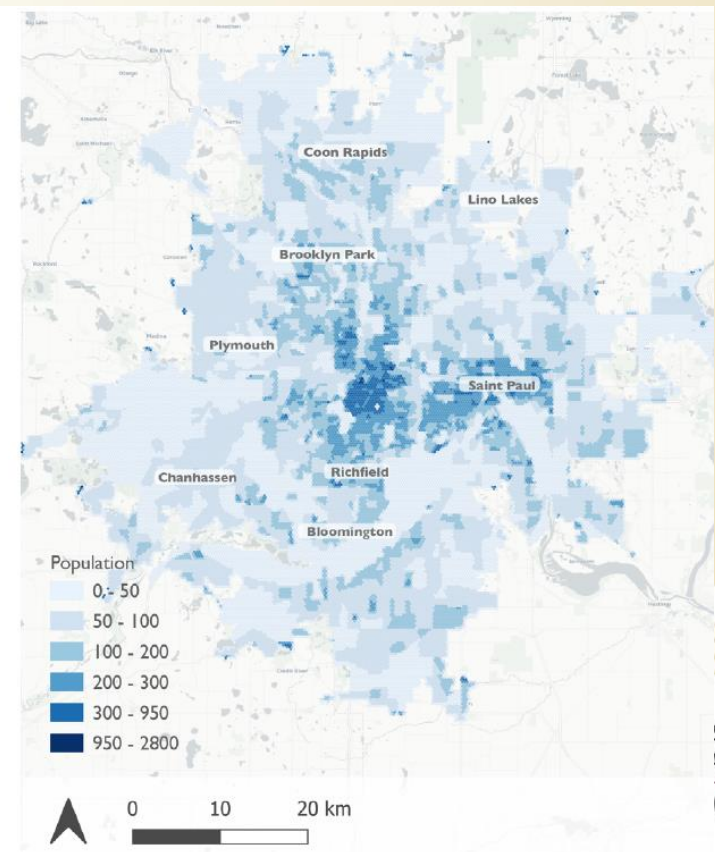 Coon Rapids
Lino Lakes
Brooklyn Park
Plymouth
Saint Paul
Richfield
Chanhassen
Bloomington
Population
0 - 50
50 - 100
100 - 200
200 - 300
300 - 950
950 - 2800
0 10 20 km